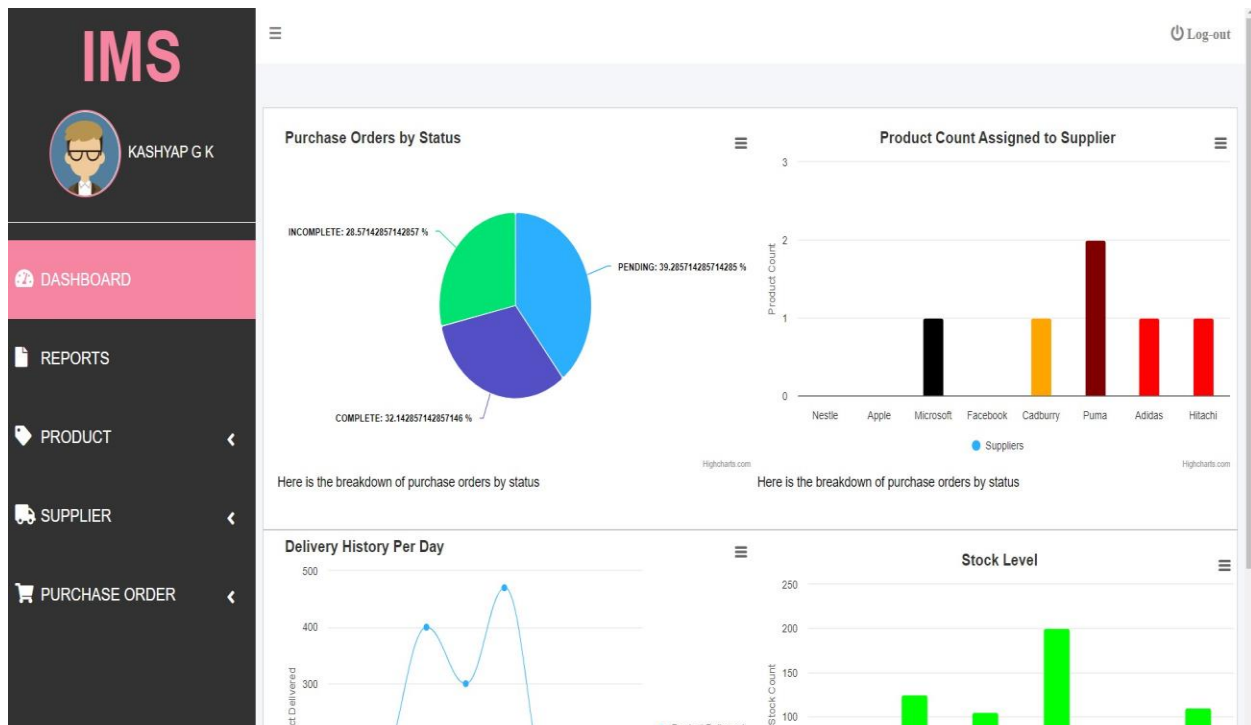 IMS
KASHYAP G K
DASHBOARD
REPORTS
PRODUCT
SUPPLIER
PURCHASE ORDER
Log-out
Purchase Orders by Status
INCOMPLETE: 28.57142857142857 %
PENDING: 39.285714285714285 %
COMPLETE: 32.142857142857146 %
Highcharts.com
Here is the breakdown of purchase orders by status
Product Count Assigned to Supplier
Product Count
3
2
1
0
Nestle Apple Microsoft Facebook Cadburry Puma Adidas Hitachi
Suppliers
Highcharts.com
Here is the breakdown of purchase orders by status
Delivery History Per Day
500
400
300
Delivered
Stock Level
Stock Count
250
200
150
100